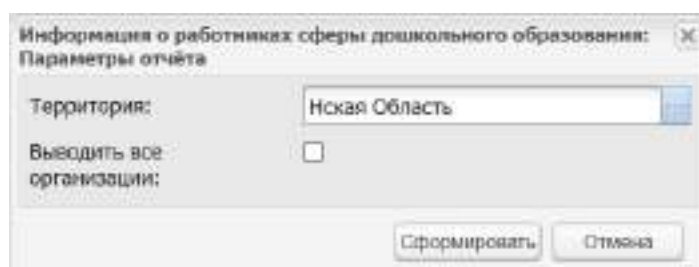 Информация о работниках сферы дошкольного образования:
Параметры отчёта
Территория:
Нская Область
Выводить все
организации:
Сформировать
Отмена